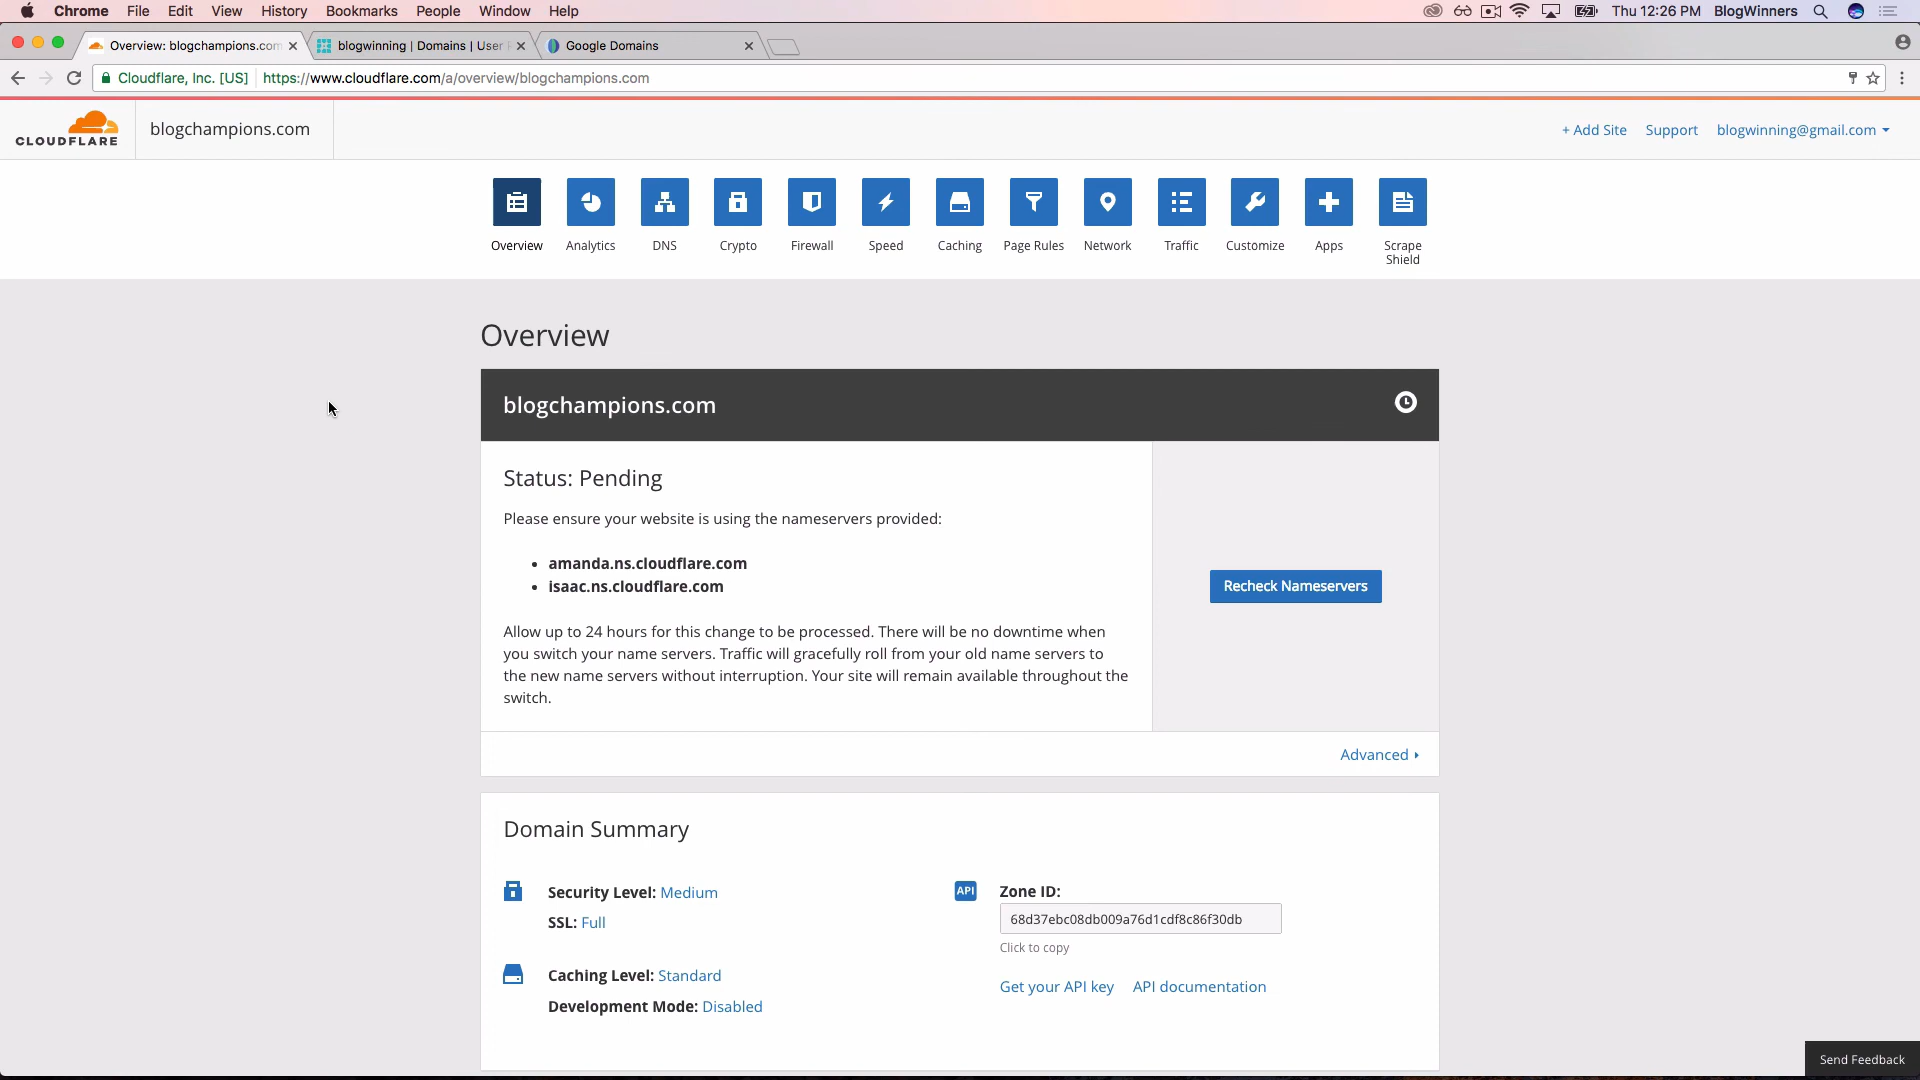 Chrome File Edit View History Bookmarks People Window Help Thu 12:26 PM BlogWinners
Overview: blogchampions.com blogwinning | Domains | User Google Domains
Cloudflare, Inc. [US] https://www.cloudflare.com/a/overview/blogchampions.com
CLOUDFLARE
blogchampions.com
+ Add Site Support blogwinning@gmail.com
Overview Analytics DNS Crypto Firewall Speed Caching Page Rules Network Traffic Customize Apps Scrape
Shield
Overview
blogchampions.com
Status: Pending
Please ensure your website is using the nameservers provided:
• amanda.ns.cloudflare.com
• isaac.ns.cloudflare.com
Recheck Nameservers
Allow up to 24 hours for this change to be processed. There will be no downtime when
you switch your name servers. Traffic will gracefully roll from your old name servers to
the new name servers without interruption. Your site will remain available throughout the
switch.
Advanced
Domain Summary
Security Level: Medium
SSL: Full
Caching Level: Standard
Development Mode: Disabled
API
Zone ID:
68d37ebc08db009a76d1cdf8c86f30db
Click to copy
Get your API key API documentation
Send Feedback